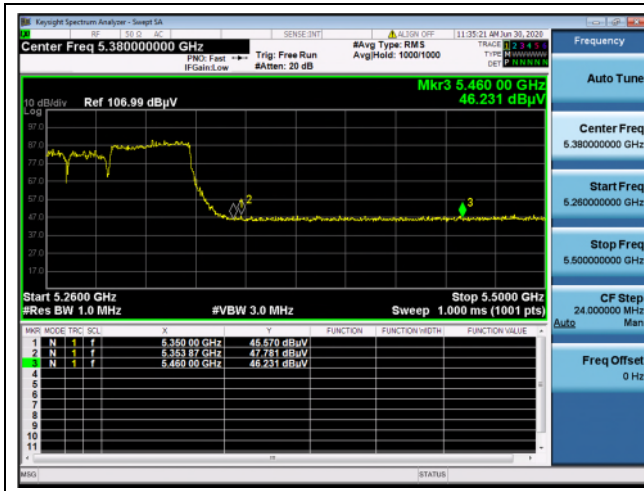 Keysight Spectrum Analyzer - Swept SA
RF 50 Ω AC SENSE:INT ALIGN OFF 11:35:21 AM Jun 30, 2020
Center Freq 5.380000000 GHz #Avg Type: RMS TRACE 1 2 3 4 5 6
PNO: Fast Trig: Free Run Avg|Hold: 1000/1000 TYPE
IFGain:Low #Atten: 20 dB DET P N N N N N
Mkr3 5.460 00 GHz
10 dB/div Ref 106.99 dBµV 46.231 dBµV
Log
97.0
87.0
77.0
67.0
57.0
47.0
37.0
27.0
17.0
2
3
Start 5.2600 GHz Stop 5.5000 GHz
#Res BW 1.0 MHz #VBW 3.0 MHz Sweep 1.000 ms (1001 pts)
MKR MODE TRC SCL X Y FUNCTION FUNCTION WIDTH FUNCTION VALUE
1 N 1 f 5.350 00 GHz 45.570 dBµV
2 N 1 f 5.353 87 GHz 47.781 dBµV
3 N 1 f 5.460 00 GHz 46.231 dBµV
4
5
6
7
8
9
10
11
MSG STATUS
Frequency
Auto Tune
Center Freq
5.380000000 GHz
Start Freq
5.260000000 GHz
Stop Freq
5.500000000 GHz
CF Step
24.000000 MHz
Auto Man
Freq Offset
0 Hz